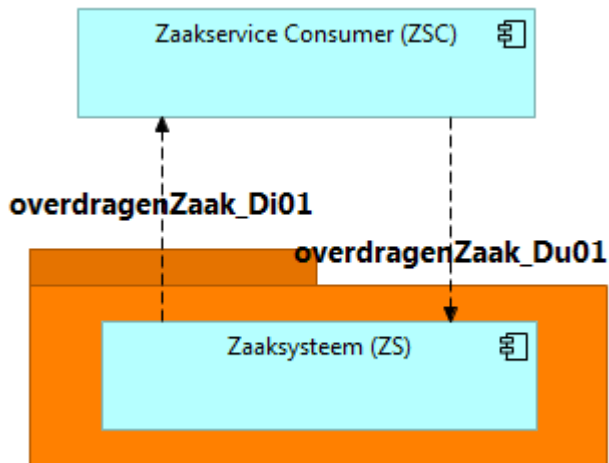 Zaakservice Consumer (ZSC)
overdragenZaak_Di01
overdragenZaak_Du01
Zaaksysteem (ZS)